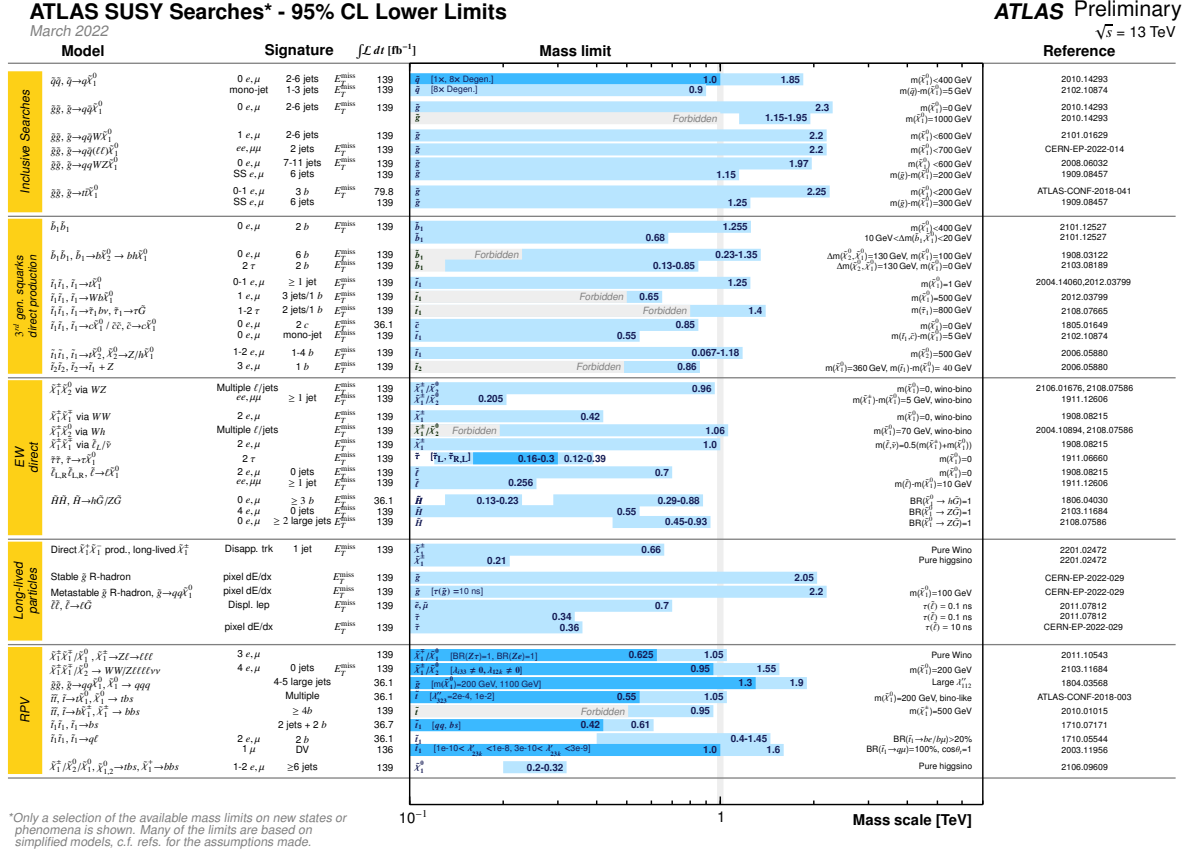 ATLAS SUSY Searches* - 95% CL Lower Limits
March 2022
ATLAS Preliminary
√s = 13 TeV
Model Signature ∫L dt [fb⁻¹] Mass limit Reference
Inclusive Searches
q̃q̃, q̃→qχ̃₁⁰ 0 e, μ 2-6 jets E_T^miss 139 q̃ [1×, 8× Degen.] 1.0 1.85 m(χ̃₁⁰)<400 GeV 2010.14293
mono-jet 1-3 jets E_T^miss 139 q̃ [8× Degen.] 0.9 m(q̃)-m(χ̃₁⁰)=5 GeV 2102.10874
g̃g̃, g̃→qq̄χ̃₁⁰ 0 e, μ 2-6 jets E_T^miss 139 g̃ 2.3 m(χ̃₁⁰)=0 GeV 2010.14293
g̃ Forbidden 1.15-1.95 m(χ̃₁⁰)=1000 GeV 2010.14293
g̃g̃, g̃→qq̄Wχ̃₁⁰ 1 e, μ 2-6 jets 139 g̃ 2.2 m(χ̃₁⁰)<600 GeV 2101.01629
g̃g̃, g̃→qq̄(ℓℓ)χ̃₁⁰ ee, μμ 2 jets E_T^miss 139 g̃ 2.2 m(χ̃₁⁰)<700 GeV CERN-EP-2022-014
g̃g̃, g̃→qqWZχ̃₁⁰ 0 e, μ 7-11 jets E_T^miss 139 g̃ 1.97 m(χ̃₁⁰)<600 GeV 2008.06032
SS e, μ 6 jets 139 g̃ 1.15 m(g̃)-m(χ̃₁⁰)=200 GeV 1909.08457
g̃g̃, g̃→tt̄χ̃₁⁰ 0-1 e, μ 3 b E_T^miss 79.8 g̃ 2.25 m(χ̃₁⁰)<200 GeV ATLAS-CONF-2018-041
SS e, μ 6 jets 139 g̃ 1.25 m(g̃)-m(χ̃₁⁰)=300 GeV 1909.08457
3rd gen. squarks
direct production
b̃₁b̃₁ 0 e, μ 2 b E_T^miss 139 b̃₁ 1.255 m(χ̃₁⁰)<400 GeV 2101.12527
b̃₁ 0.68 10 GeV<Δm(b̃₁,χ̃₁⁰)<20 GeV 2101.12527
b̃₁b̃₁, b̃₁→bχ̃₂⁰ → bhχ̃₁⁰ 0 e, μ 6 b E_T^miss 139 b̃₁ Forbidden 0.23-1.35 Δm(χ̃₂⁰,χ̃₁⁰)=130 GeV, m(χ̃₁⁰)=100 GeV 1908.03122
2 τ 2 b E_T^miss 139 b̃₁ 0.13-0.85 Δm(χ̃₂⁰,χ̃₁⁰)=130 GeV, m(χ̃₁⁰)=0 GeV 2103.08189
t̃₁t̃₁, t̃₁→tχ̃₁⁰ 0-1 e, μ ≥ 1 jet E_T^miss 139 t̃₁ 1.25 m(χ̃₁⁰)=1 GeV 2004.14060,2012.03799
t̃₁t̃₁, t̃₁→Wbχ̃₁⁰ 1 e, μ 3 jets/1 b E_T^miss 139 t̃₁ Forbidden 0.65 m(χ̃₁⁰)=500 GeV 2012.03799
t̃₁t̃₁, t̃₁→τ̃₁bν, τ̃₁→τG̃ 1-2 τ 2 jets/1 b E_T^miss 139 t̃₁ Forbidden 1.4 m(τ̃₁)=800 GeV 2108.07665
t̃₁t̃₁, t̃₁→cχ̃₁⁰ / c̃c̃, c̃→cχ̃₁⁰ 0 e, μ 2 c E_T^miss 36.1 c̃ 0.85 m(χ̃₁⁰)=0 GeV 1805.01649
0 e, μ mono-jet E_T^miss 139 t̃₁ 0.55 m(t̃₁,c̃)-m(χ̃₁⁰)=5 GeV 2102.10874
t̃₁t̃₁, t̃₁→tχ̃₂⁰, χ̃₂⁰→Z/hχ̃₁⁰ 1-2 e, μ 1-4 b E_T^miss 139 t̃₁ 0.067-1.18 m(χ̃₂⁰)=500 GeV 2006.05880
t̃₂t̃₂, t̃₂→t̃₁ + Z 3 e, μ 1 b E_T^miss 139 t̃₂ Forbidden 0.86 m(χ̃₁⁰)=360 GeV, m(t̃₁)-m(χ̃₁⁰)= 40 GeV 2006.05880
EW
direct
χ̃₁±χ̃₂⁰ via WZ Multiple ℓ/jets E_T^miss 139 χ̃₁±/χ̃₂⁰ 0.96 m(χ̃₁⁰)=0, wino-bino 2106.01676, 2108.07586
ee, μμ ≥ 1 jet E_T^miss 139 χ̃₁±/χ̃₂⁰ 0.205 m(χ̃₁±)-m(χ̃₁⁰)=5 GeV, wino-bino 1911.12606
χ̃₁±χ̃₁∓ via WW 2 e, μ E_T^miss 139 χ̃₁± 0.42 m(χ̃₁⁰)=0, wino-bino 1908.08215
χ̃₁±χ̃₂⁰ via Wh Multiple ℓ/jets E_T^miss 139 χ̃₁±/χ̃₂⁰ Forbidden 1.06 m(χ̃₁⁰)=70 GeV, wino-bino 2004.10894, 2108.07586
χ̃₁±χ̃₁∓ via ℓ̃_L/ν̃ 2 e, μ E_T^miss 139 χ̃₁± 1.0 m(ℓ̃,ν̃)=0.5(m(χ̃₁±)+m(χ̃₁⁰)) 1908.08215
τ̃τ̃, τ̃→τχ̃₁⁰ 2 τ E_T^miss 139 τ̃ [τ̃_L, τ̃_R,L] 0.16-0.3 0.12-0.39 m(χ̃₁⁰)=0 1911.06660
ℓ̃_L,Rℓ̃_L,R, ℓ̃→ℓχ̃₁⁰ 2 e, μ 0 jets E_T^miss 139 ℓ̃ 0.7 m(χ̃₁⁰)=0 1908.08215
ee, μμ ≥ 1 jet E_T^miss 139 ℓ̃ 0.256 m(ℓ̃)-m(χ̃₁⁰)=10 GeV 1911.12606
H̃H̃, H̃→hG̃/ZG̃ 0 e, μ ≥ 3 b E_T^miss 36.1 H̃ 0.13-0.23 0.29-0.88 BR(χ̃₁⁰ → hG̃)=1 1806.04030
4 e, μ 0 jets E_T^miss 139 H̃ 0.55 BR(χ̃₁⁰ → ZG̃)=1 2103.11684
0 e, μ ≥ 2 large jets E_T^miss 139 H̃ 0.45-0.93 BR(χ̃₁⁰ → ZG̃)=1 2108.07586
Long-lived
particles
Direct χ̃₁⁺χ̃₁⁻ prod., long-lived χ̃₁± Disapp. trk 1 jet E_T^miss 139 χ̃₁± 0.66 Pure Wino 2201.02472
χ̃₁± 0.21 Pure higgsino 2201.02472
Stable g̃ R-hadron pixel dE/dx E_T^miss 139 g̃ 2.05 CERN-EP-2022-029
Metastable g̃ R-hadron, g̃→qqχ̃₁⁰ pixel dE/dx E_T^miss 139 g̃ [τ(g̃) =10 ns] 2.2 m(χ̃₁⁰)=100 GeV CERN-EP-2022-029
ℓ̃ℓ̃, ℓ̃→ℓG̃ Displ. lep E_T^miss 139 ẽ, μ̃ 0.7 τ(ℓ̃) = 0.1 ns 2011.07812
τ̃ 0.34 τ(ℓ̃) = 0.1 ns 2011.07812
pixel dE/dx E_T^miss 139 τ̃ 0.36 τ(ℓ̃) = 10 ns CERN-EP-2022-029
RPV
χ̃₁±χ̃₁∓/χ̃₁⁰, χ̃₁±→Zℓ→ℓℓℓ 3 e, μ 139 χ̃₁∓/χ̃₁⁰ [BR(Zτ)=1, BR(Ze)=1] 0.625 1.05 Pure Wino 2011.10543
χ̃₁±χ̃₁∓/χ̃₂⁰ → WW/Zℓℓℓℓνν 4 e, μ 0 jets E_T^miss 139 χ̃₁±/χ̃₂⁰ [λ_i33 ≠ 0, λ_12k ≠ 0] 0.95 1.55 m(χ̃₁⁰)=200 GeV 2103.11684
g̃g̃, g̃→qqχ̃₁⁰, χ̃₁⁰ → qqq 4-5 large jets 36.1 g̃ [m(χ̃₁⁰)=200 GeV, 1100 GeV] 1.3 1.9 Large λ''₁₁₂ 1804.03568
t̃t̃, t̃→tχ̃₁⁰, χ̃₁⁰ → tbs Multiple 36.1 t̃ [λ''₃₂₃=2e-4, 1e-2] 0.55 1.05 m(χ̃₁⁰)=200 GeV, bino-like ATLAS-CONF-2018-003
t̃t̃, t̃→bχ̃₁±, χ̃₁± → bbs ≥ 4b 139 t̃ Forbidden 0.95 m(χ̃₁±)=500 GeV 2010.01015
t̃₁t̃₁, t̃₁→bs 2 jets + 2 b 36.7 t̃₁ [qq, bs] 0.42 0.61 1710.07171
t̃₁t̃₁, t̃₁→qℓ 2 e, μ 2 b 36.1 t̃₁ 0.4-1.45 BR(t̃₁→be/bμ)>20% 1710.05544
1 μ DV 136 t̃₁ [1e-10< λ'₂₃ₖ <1e-8, 3e-10< λ'₂₃ₖ <3e-9] 1.0 1.6 BR(t̃₁→qμ)=100%, cosθₜ=1 2003.11956
χ̃₁±/χ̃₂⁰/χ̃₁⁰, χ̃₁,₂⁰→tbs, χ̃₁⁺→bbs 1-2 e, μ ≥6 jets 139 χ̃₁⁰ 0.2-0.32 Pure higgsino 2106.09609
10⁻¹ 1 Mass scale [TeV]
*Only a selection of the available mass limits on new states or
phenomena is shown. Many of the limits are based on
simplified models, c.f. refs. for the assumptions made.